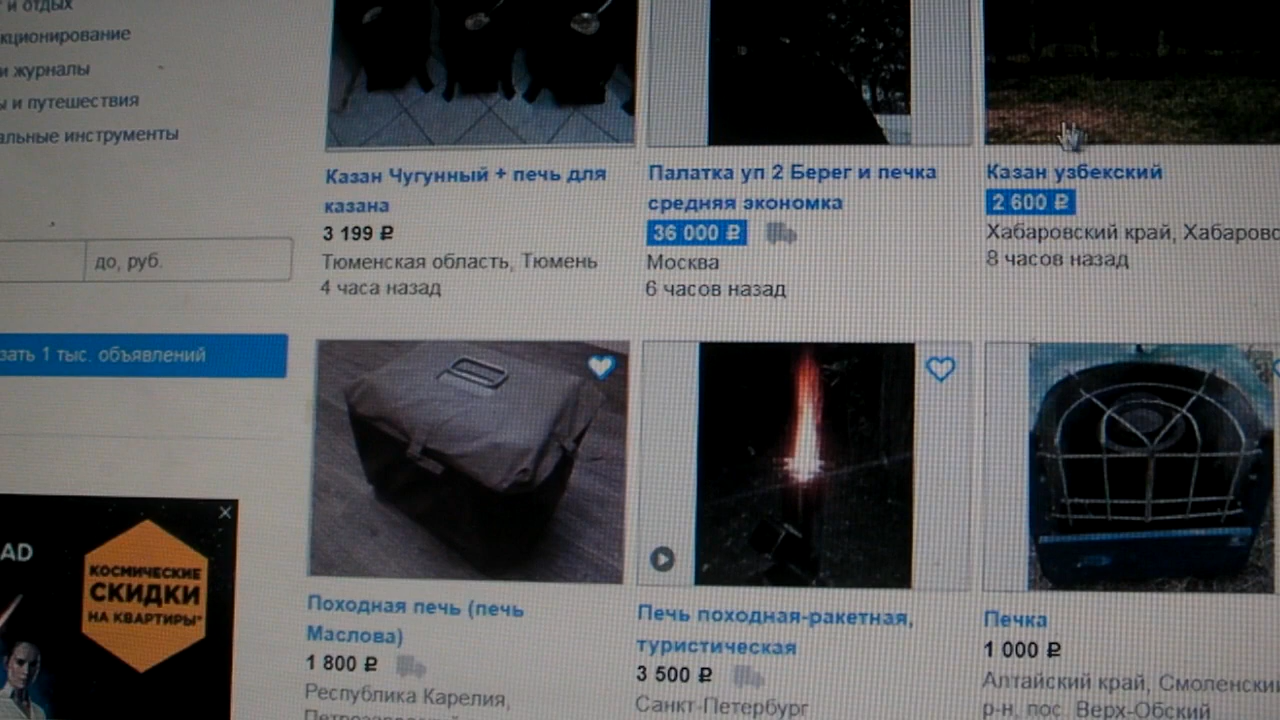 и отдых
кционирование
и журналы
ы и путешествия
альные инструменты
до, руб.
зать 1 тыс. объявлений
AD
КОСМИЧЕСКИЕ
СКИДКИ
НА КВАРТИРЫ*
Казан Чугунный + печь для
казана
3 199 ₽
Тюменская область, Тюмень
4 часа назад
Палатка уп 2 Берег и печка
средняя экономка
36 000 ₽
Москва
6 часов назад
Казан узбекский
2 600 ₽
Хабаровский край, Хабаровс
8 часов назад
Походная печь (печь
Маслова)
1 800 ₽
Республика Карелия,
Печь походная-ракетная,
туристическая
3 500 ₽
Санкт-Петербург
Печка
1 000 ₽
Алтайский край, Смоленски
р-н, пос. Верх-Обский